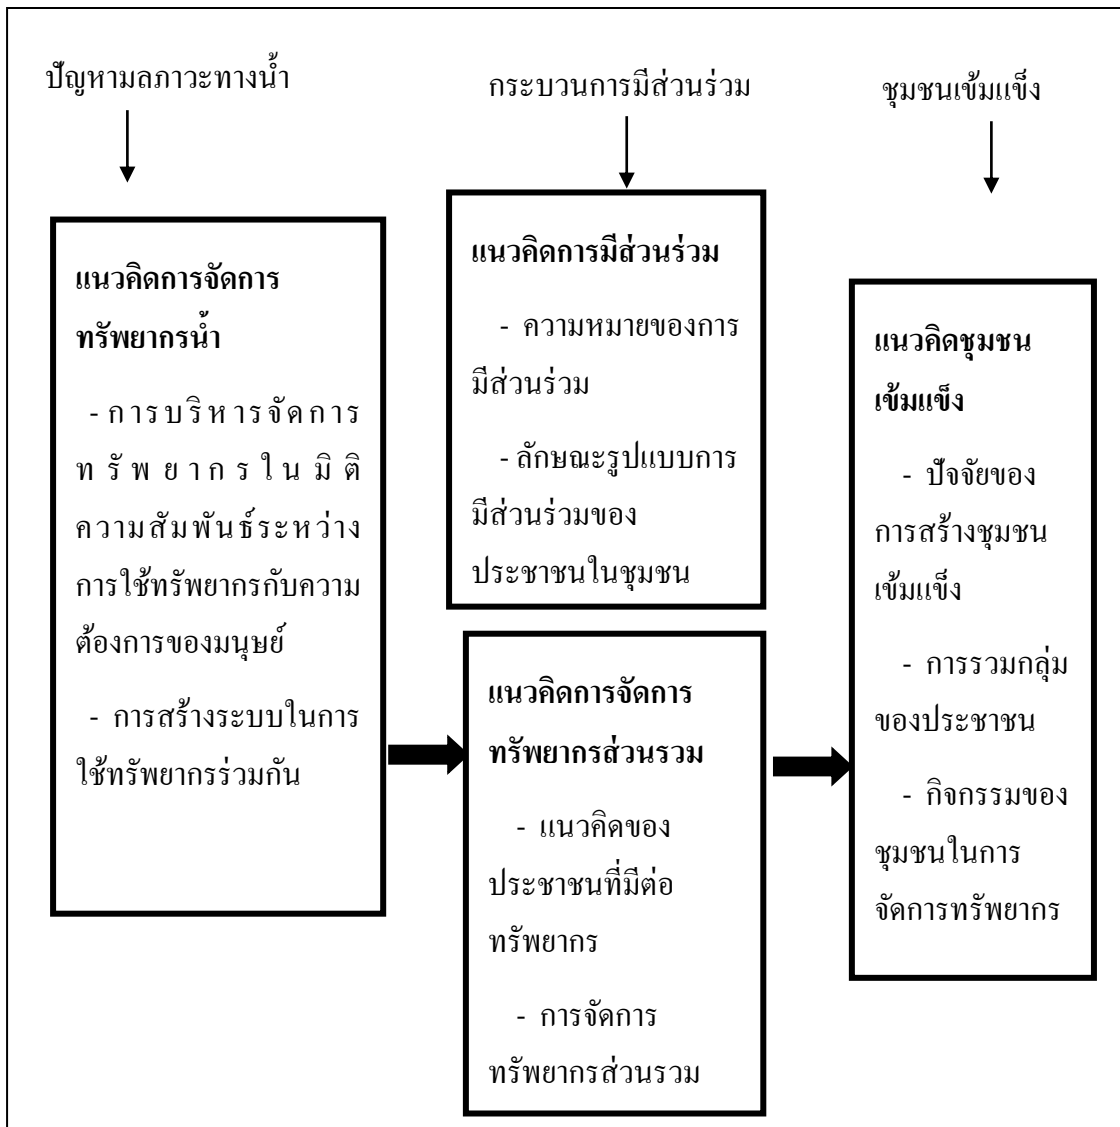 ปัญหามลภาวะทางน้ำ
กระบวนการมีส่วนร่วม
ชุมชนเข้มแข็ง
แนวคิดการจัดการ
ทรัพยากรน้ำ
- การบริหารจัดการ
ทรัพยากรในมิติ
ความสัมพันธ์ระหว่าง
การใช้ทรัพยากรกับความ
ต้องการของมนุษย์
- การสร้างระบบในการ
ใช้ทรัพยากรร่วมกัน
แนวคิดการมีส่วนร่วม
- ความหมายของการ
มีส่วนร่วม
- ลักษณะรูปแบบการ
มีส่วนร่วมของ
ประชาชนในชุมชน
แนวคิดการจัดการ
ทรัพยากรส่วนรวม
- แนวคิดของ
ประชาชนที่มีต่อ
ทรัพยากร
- การจัดการ
ทรัพยากรส่วนรวม
แนวคิดชุมชน
เข้มแข็ง
- ปัจจัยของ
การสร้างชุมชน
เข้มแข็ง
- การรวมกลุ่ม
ของประชาชน
- กิจกรรมของ
ชุมชนในการ
จัดการทรัพยากร